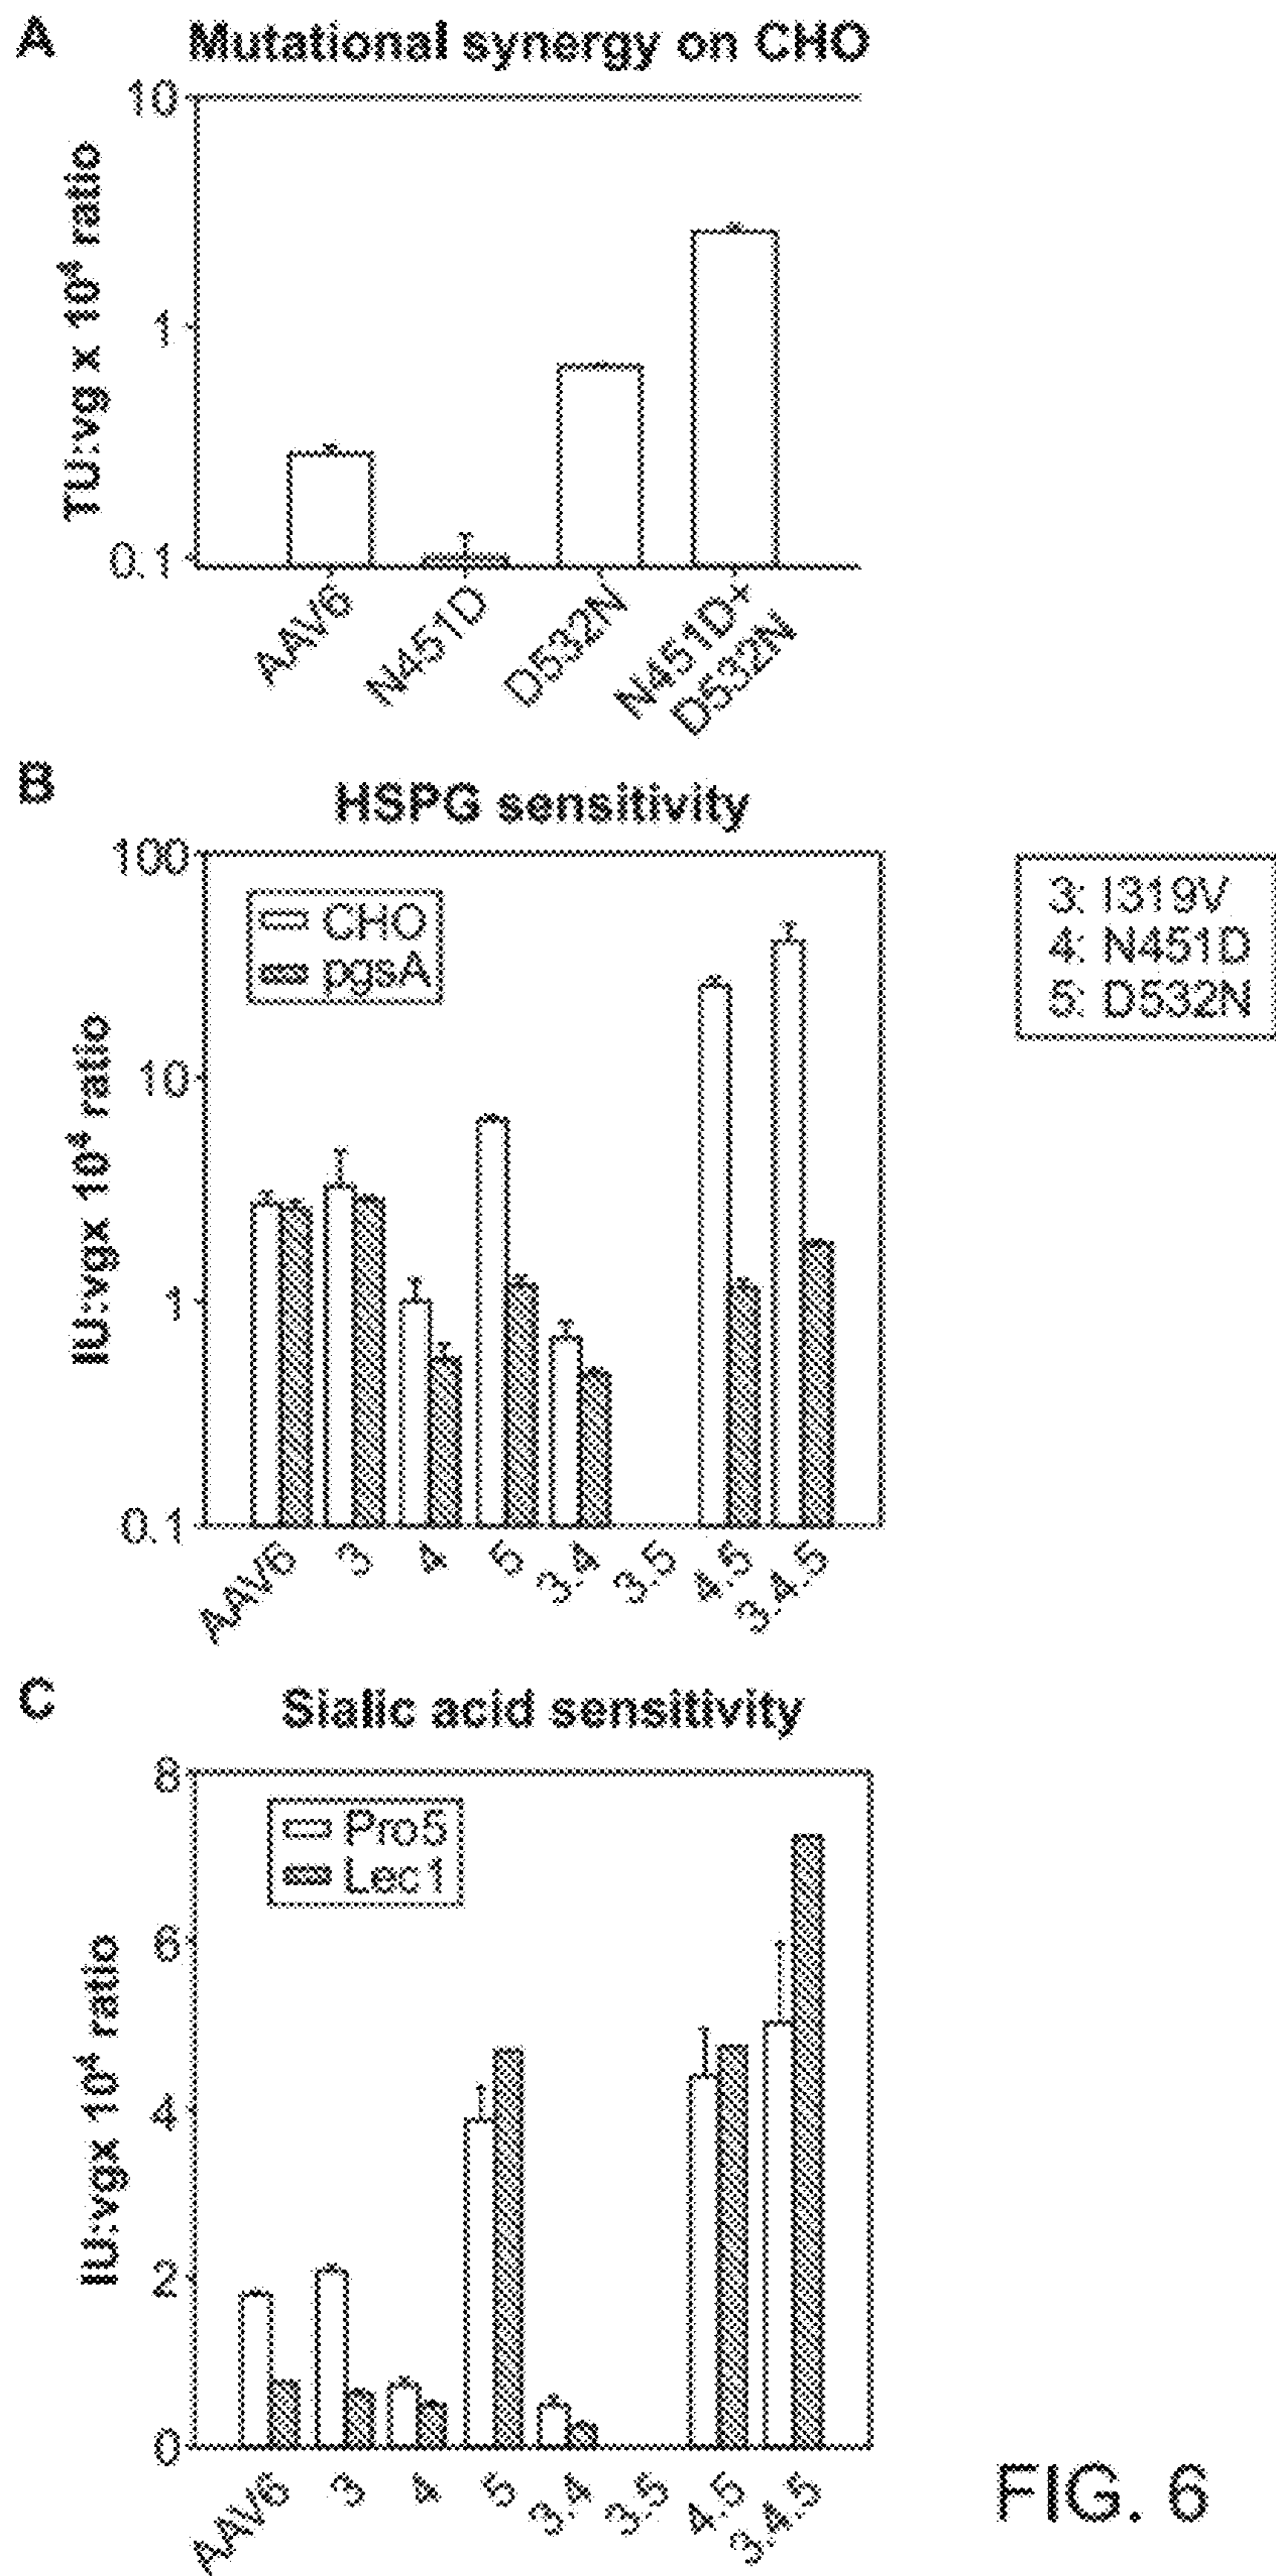 A Mutational synergy on CHO
TU:vg x 10⁴ ratio
10
1
0.1
AAV6
N451D
D532N
N451D+
D532N
B HSPG sensitivity
IU:vgx 10⁴ ratio
100
10
1
0.1
CHO
pgsA
3: I319V
4: N451D
5: D532N
AAV6
3
4
5
3.4
3.5
4.5
3.4.5
C Sialic acid sensitivity
IU:vgx 10⁴ ratio
8
6
4
2
0
Pro5
Lec1
AAV6
3
4
5
3.4
3.5
4.5
3.4.5
FIG. 6